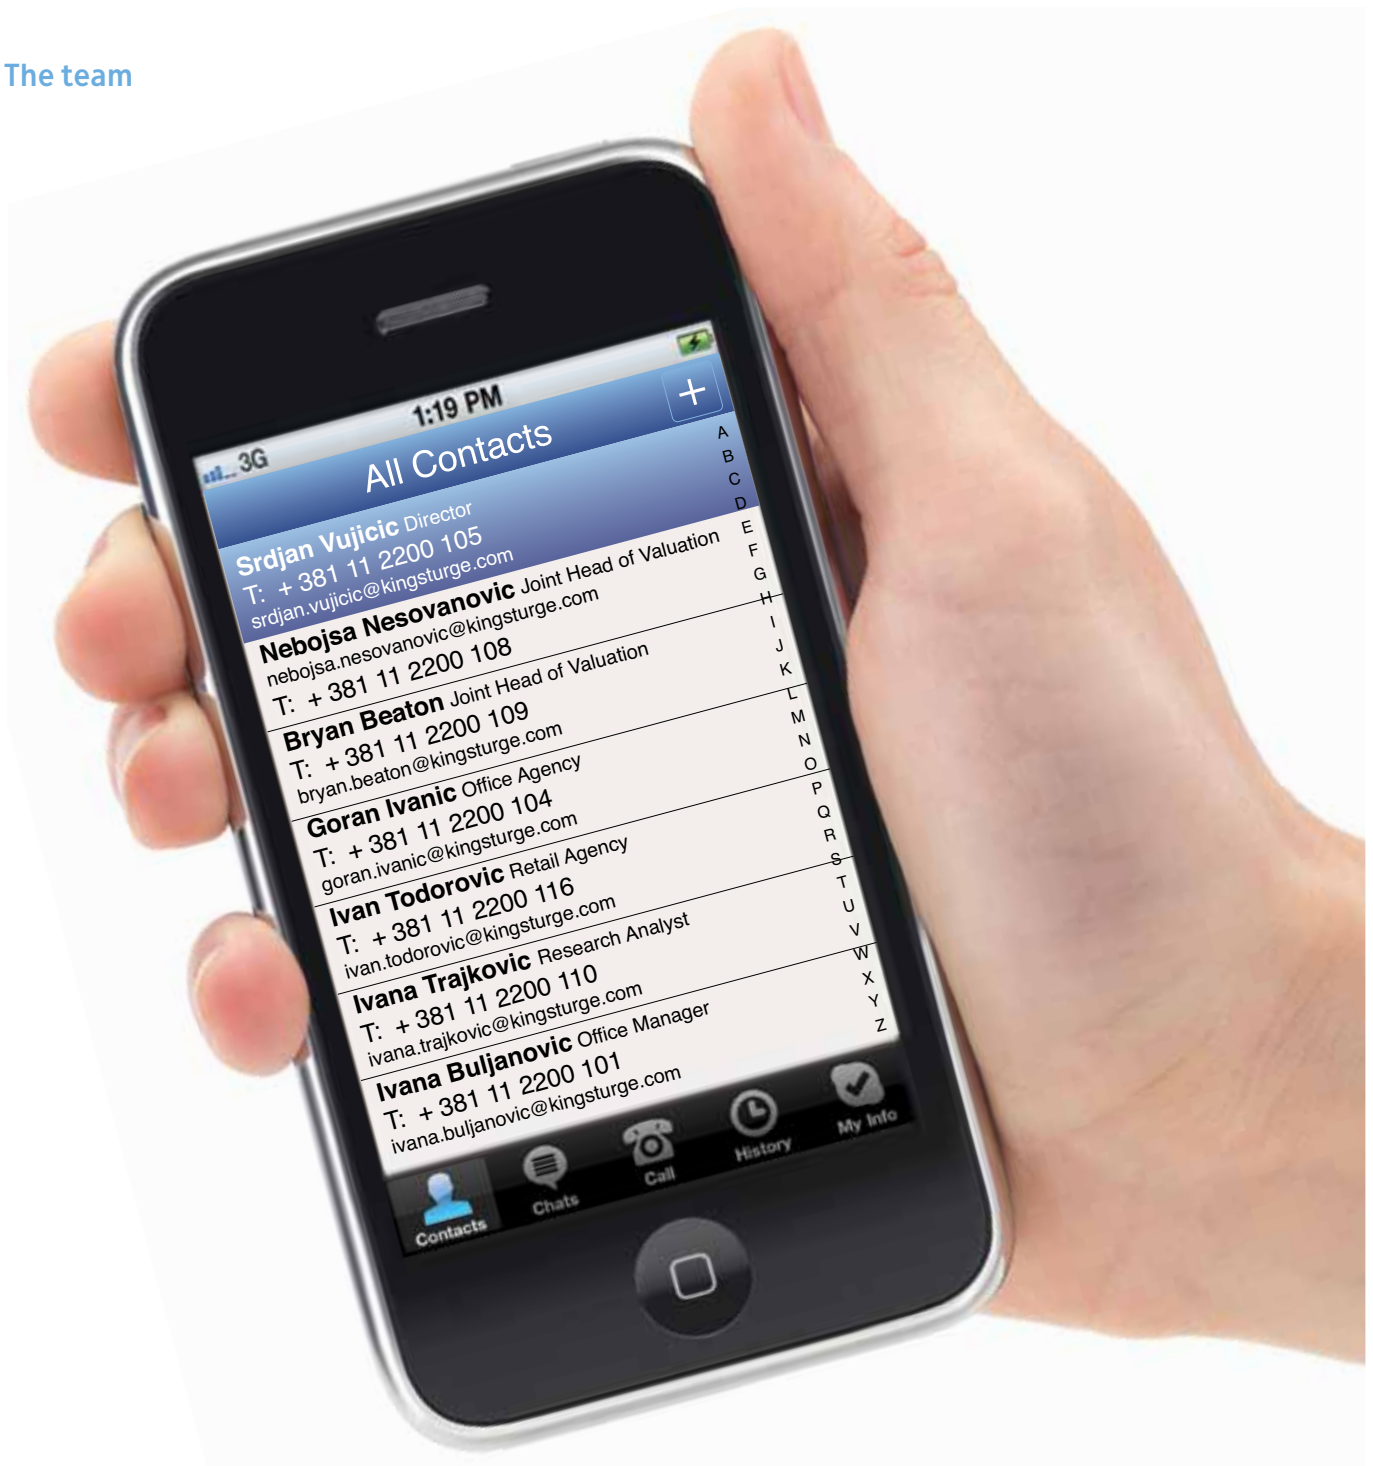 The team
3G
1:19 PM
All Contacts
+
Srdjan Vujicic Director
T: + 381 11 2200 105
srdjan.vujicic@kingsturge.com
Nebojsa Nesovanovic Joint Head of Valuation
nebojsa.nesovanovic@kingsturge.com
T: + 381 11 2200 108
Bryan Beaton Joint Head of Valuation
T: + 381 11 2200 109
bryan.beaton@kingsturge.com
Goran Ivanic Office Agency
T: + 381 11 2200 104
goran.ivanic@kingsturge.com
Ivan Todorovic Retail Agency
T: + 381 11 2200 116
ivan.todorovic@kingsturge.com
Ivana Trajkovic Research Analyst
T: + 381 11 2200 110
ivana.trajkovic@kingsturge.com
Ivana Buljanovic Office Manager
T: + 381 11 2200 101
ivana.buljanovic@kingsturge.com
A
B
C
D
E
F
G
H
I
J
K
L
M
N
O
P
Q
R
S
T
U
V
W
X
Y
Z
Contacts
Chats
Call
History
My Info